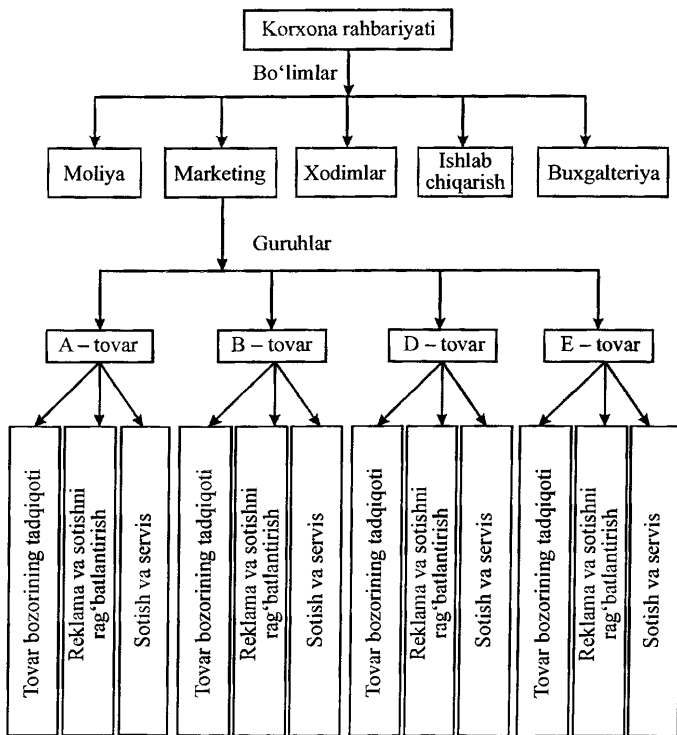 Korxona rahbariyati
Bo‘limlar
Moliya
Marketing
Xodimlar
Ishlab
chiqarish
Buxgalteriya
Guruhlar
A – tovar
B – tovar
D – tovar
E – tovar
Tovar bozorining tadqiqoti
Reklama va sotishni
rag‘batlantirish
Sotish va servis
Tovar bozorining tadqiqoti
Reklama va sotishni
rag‘batlantirish
Sotish va servis
Tovar bozorining tadqiqoti
Reklama va sotishni
rag‘batlantirish
Sotish va servis
Tovar bozorining tadqiqoti
Reklama va sotishni
rag‘batlantirish
Sotish va servis